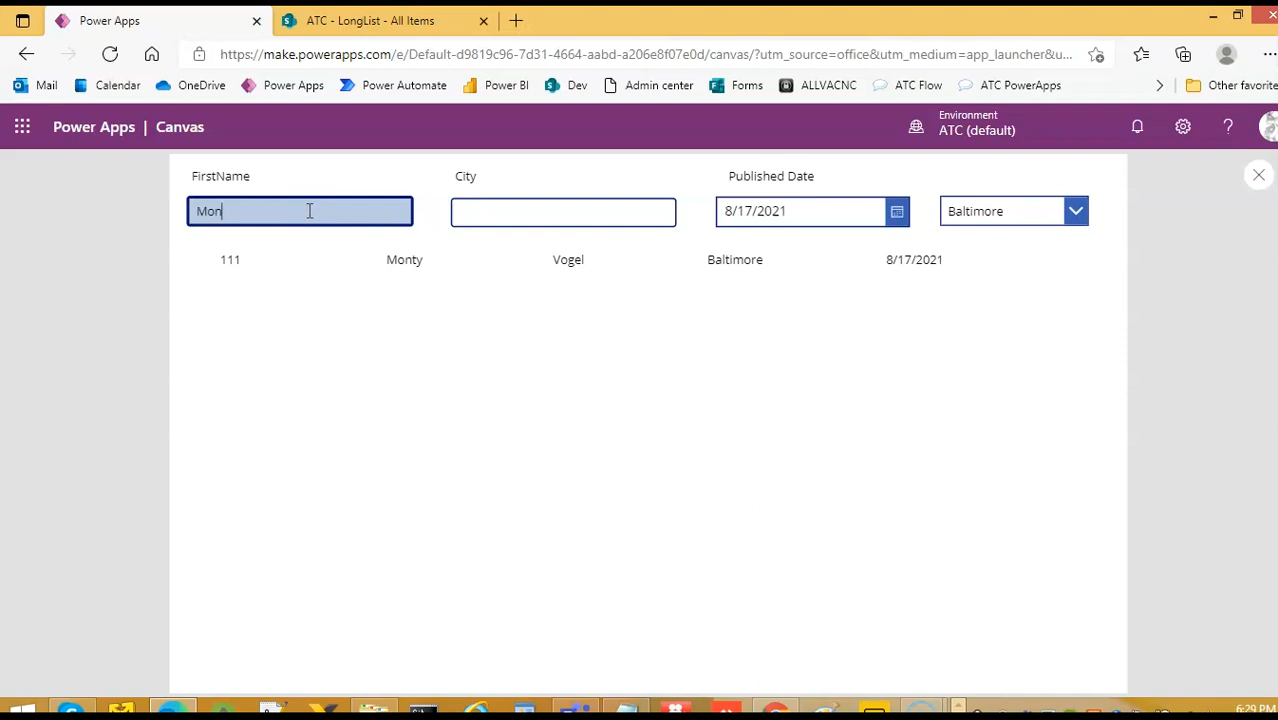 Power Apps
ATC - LongList - All Items
https://make.powerapps.com/e/Default-d9819c96-7d31-4664-aabd-a206e8f07e0d/canvas/?utm_source=office&utm_medium=app_launcher&u...
Mail Calendar OneDrive Power Apps Power Automate Power BI Dev Admin center Forms ALLVACNC ATC Flow ATC PowerApps Other favorite
Power Apps | Canvas
Environment
ATC (default)
FirstName City Published Date
Mon 8/17/2021 Baltimore
111 Monty Vogel Baltimore 8/17/2021
6:29 PM